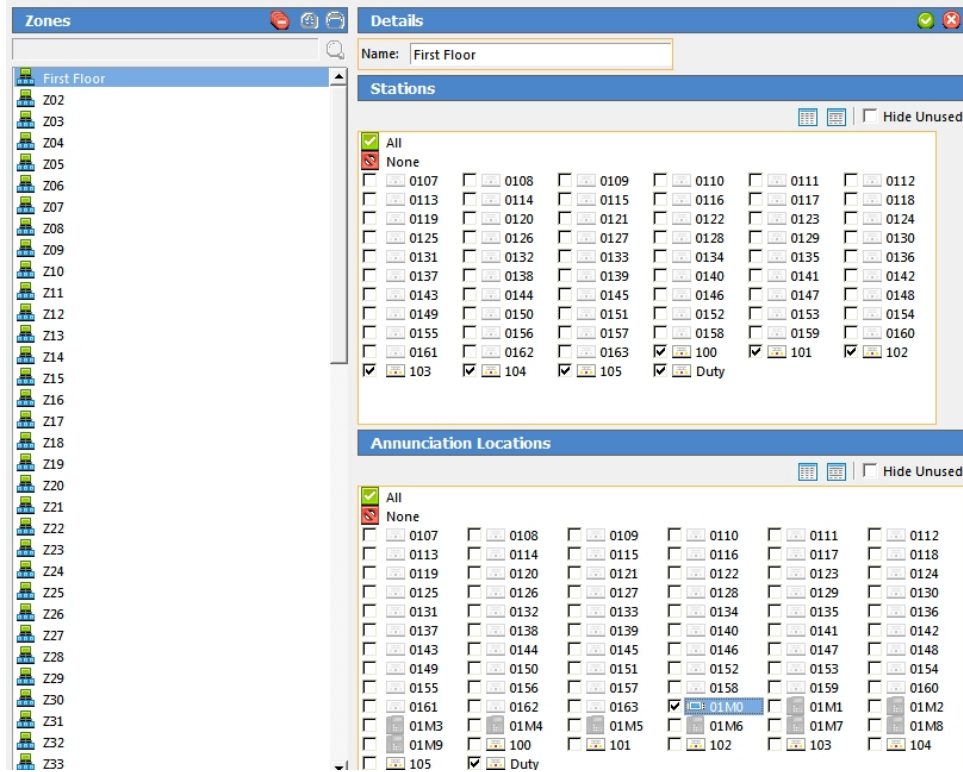 Zones
First Floor
Z02
Z03
Z04
Z05
Z06
Z07
Z08
Z09
Z10
Z11
Z12
Z13
Z14
Z15
Z16
Z17
Z18
Z19
Z20
Z21
Z22
Z23
Z24
Z25
Z26
Z27
Z28
Z29
Z30
Z31
Z32
Z33
Details
Name: First Floor
Stations
Hide Unused
All
None
0107 0108 0109 0110 0111 0112
0113 0114 0115 0116 0117 0118
0119 0120 0121 0122 0123 0124
0125 0126 0127 0128 0129 0130
0131 0132 0133 0134 0135 0136
0137 0138 0139 0140 0141 0142
0143 0144 0145 0146 0147 0148
0149 0150 0151 0152 0153 0154
0155 0156 0157 0158 0159 0160
0161 0162 0163 100 101 102
103 104 105 Duty
Annunciation Locations
Hide Unused
All
None
0107 0108 0109 0110 0111 0112
0113 0114 0115 0116 0117 0118
0119 0120 0121 0122 0123 0124
0125 0126 0127 0128 0129 0130
0131 0132 0133 0134 0135 0136
0137 0138 0139 0140 0141 0142
0143 0144 0145 0146 0147 0148
0149 0150 0151 0152 0153 0154
0155 0156 0157 0158 0159 0160
0161 0162 0163 01M0 01M1 01M2
01M3 01M4 01M5 01M6 01M7 01M8
01M9 100 101 102 103 104
105 Duty